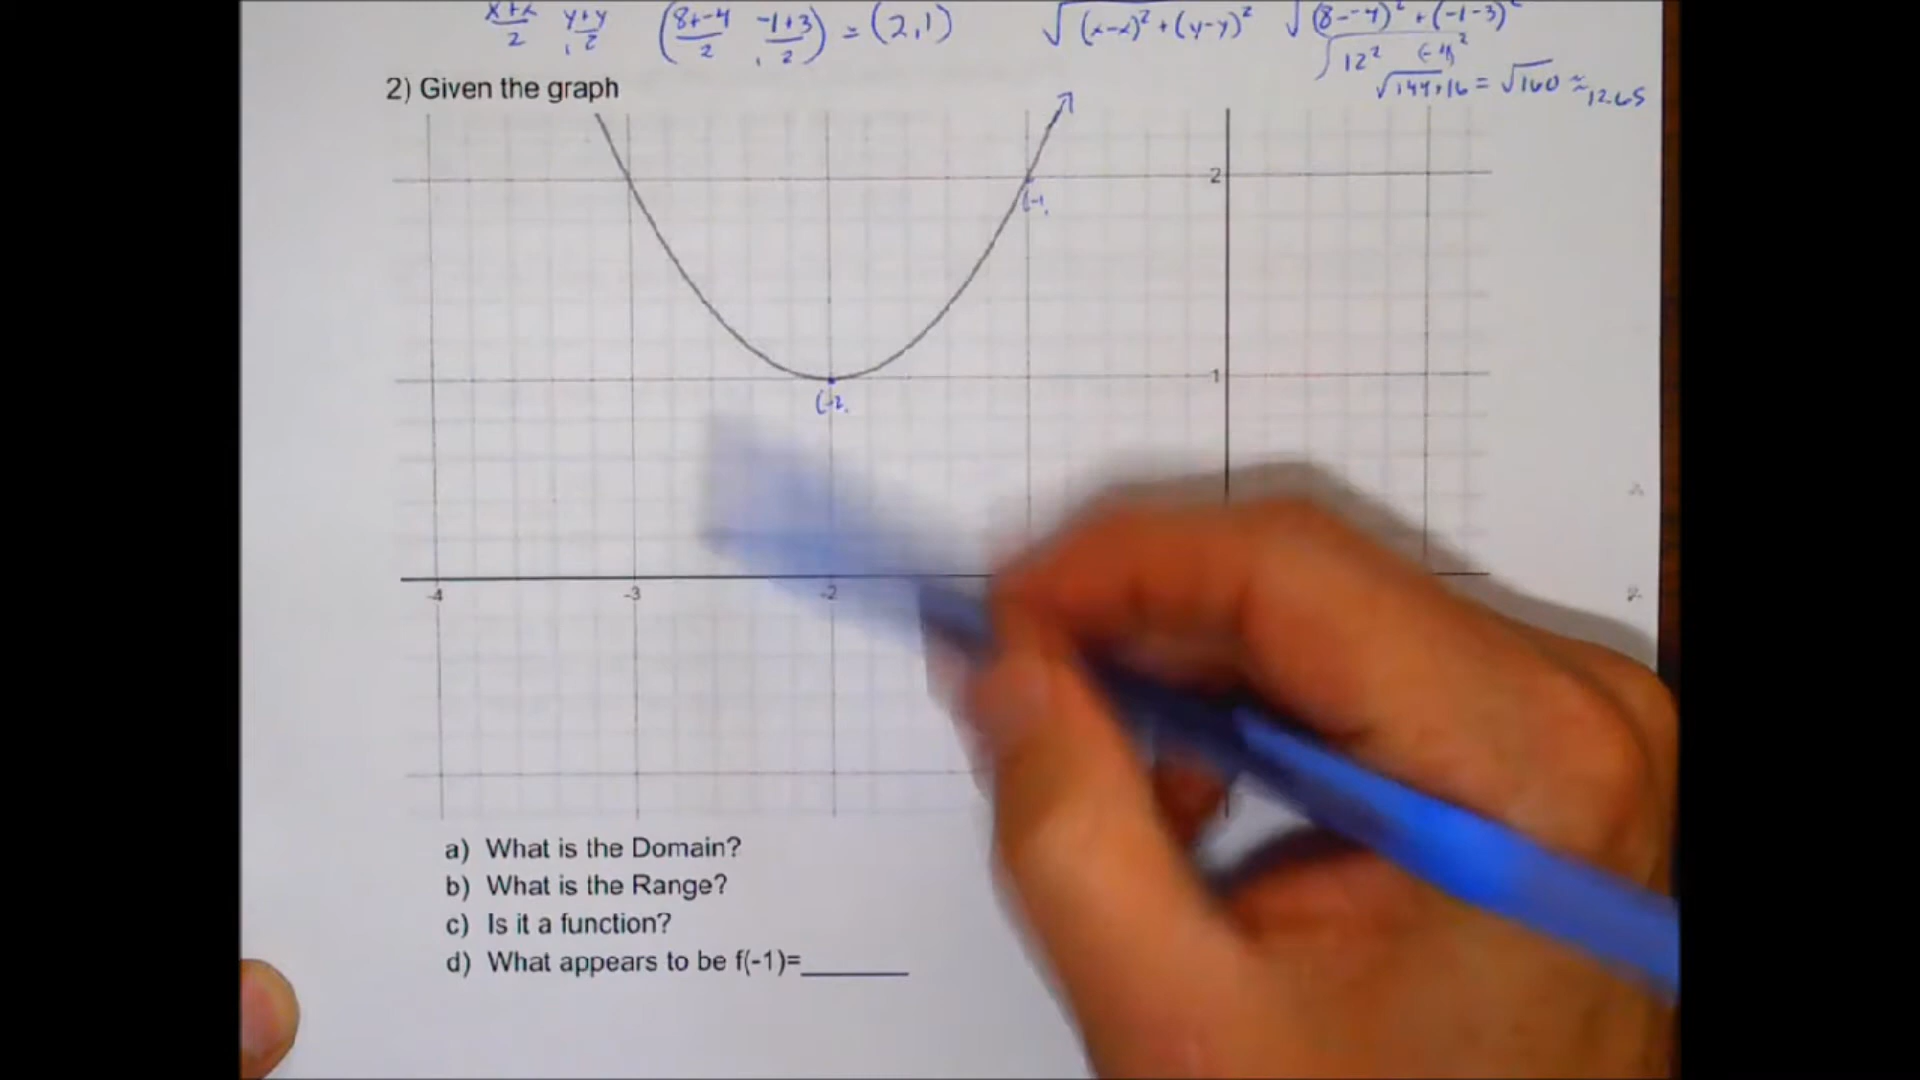 x+x/2 , y+y/2 (8+-4/2 , -1+3/2) = (2,1) √(x-x)²+(y-y)² √(8--4)²+(-1-3)²
√12² (-4)²
√144+16 = √160 ≈ 12.65
2) Given the graph
2
(-1,
1
(-2,
-4 -3 -2
a) What is the Domain?
b) What is the Range?
c) Is it a function?
d) What appears to be f(-1)=_______